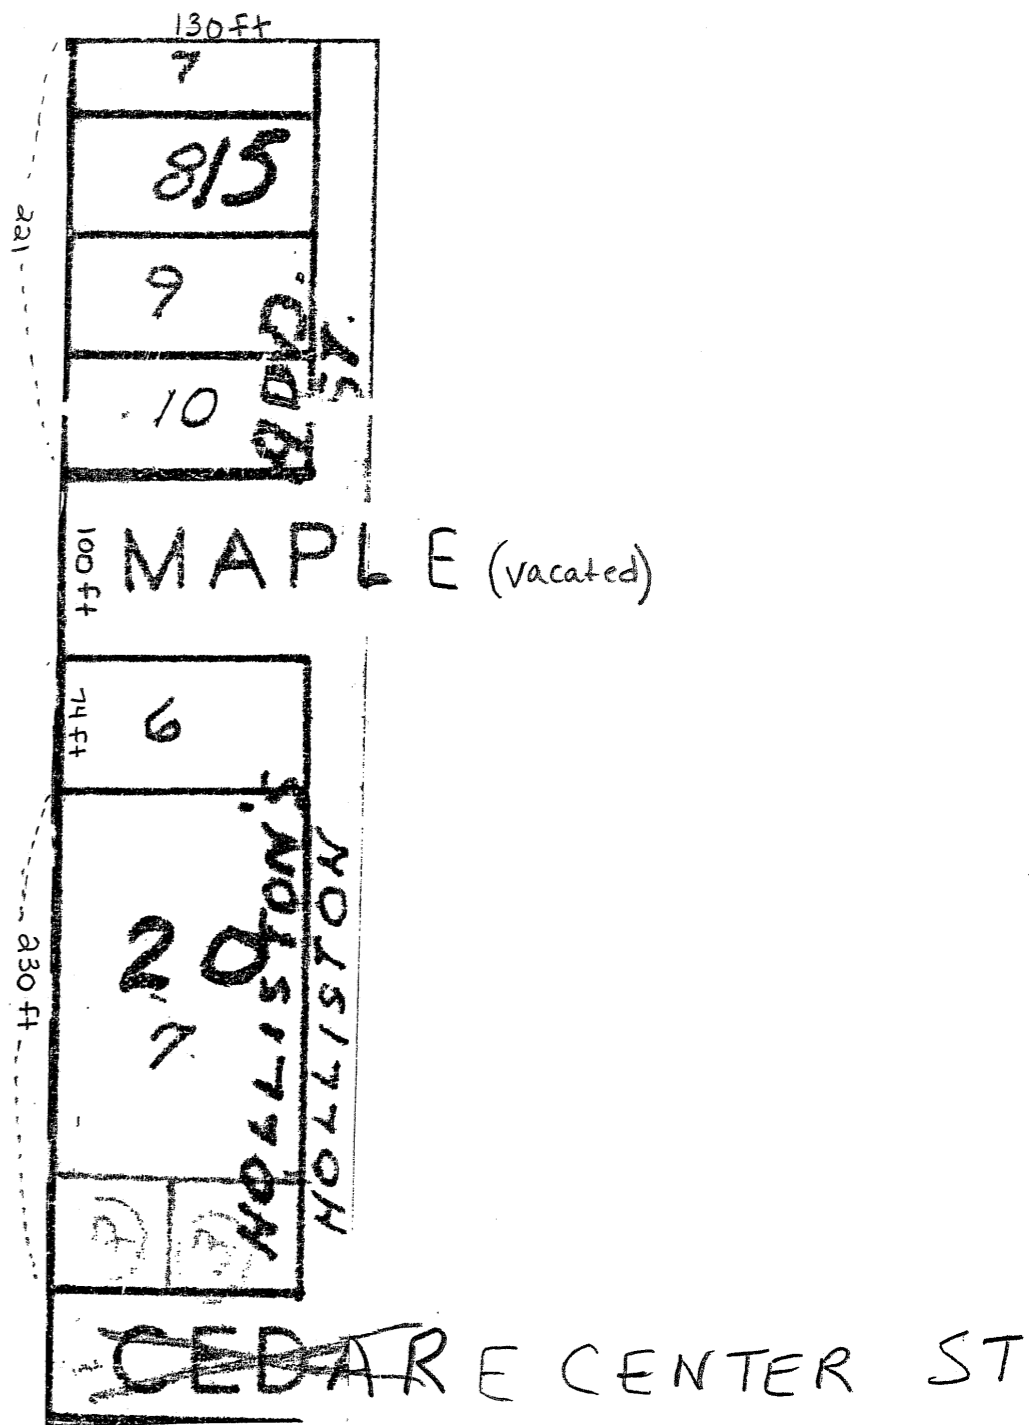 130 ft
7
8 15
221
9
ADD.
ST.
10
100 ft
MAPLE (vacated)
74 ft
6
HOLLISTON'S
HOLLISTON
20
230 ft
7
CEDAR E CENTER ST